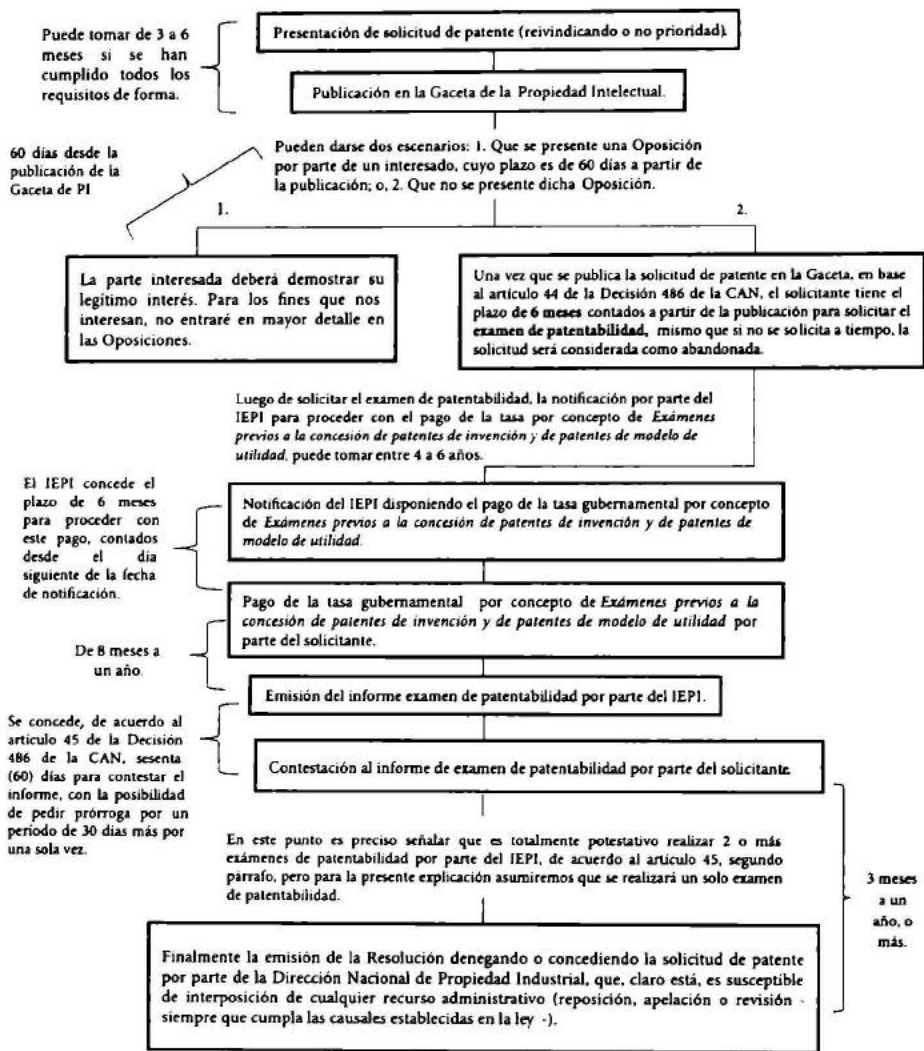 Puede tomar de 3 a 6
meses si se han
cumplido todos los
requisitos de forma.
Presentación de solicitud de patente (reivindicando o no prioridad).
Publicación en la Gaceta de la Propiedad Intelectual.
60 días desde la
publicación de la
Gaceta de PI
Pueden darse dos escenarios: 1. Que se presente una Oposición
por parte de un interesado, cuyo plazo es de 60 días a partir de
la publicación; o, 2. Que no se presente dicha Oposición.
1.
2.
La parte interesada deberá demostrar su
legítimo interés. Para los fines que nos
interesan, no entraré en mayor detalle en
las Oposiciones.
Una vez que se publica la solicitud de patente en la Gaceta, en base
al artículo 44 de la Decisión 486 de la CAN, el solicitante tiene el
plazo de 6 meses contados a partir de la publicación para solicitar el
examen de patentabilidad, mismo que si no se solicita a tiempo, la
solicitud será considerada como abandonada.
Luego de solicitar el examen de patentabilidad, la notificación por parte del
IEPI para proceder con el pago de la tasa por concepto de Exámenes
previos a la concesión de patentes de invención y de patentes de modelo de
utilidad, puede tomar entre 4 a 6 años.
El IEPI concede el
plazo de 6 meses
para proceder con
este pago, contados
desde el día
siguiente de la fecha
de notificación.
Notificación del IEPI disponiendo el pago de la tasa gubernamental por concepto
de Exámenes previos a la concesión de patentes de invención y de patentes de
modelo de utilidad.
Pago de la tasa gubernamental por concepto de Exámenes previos a la
concesión de patentes de invención y de patentes de modelo de utilidad por
parte del solicitante.
De 8 meses a
un año.
Emisión del informe examen de patentabilidad por parte del IEPI.
Se concede, de acuerdo al
artículo 45 de la Decisión
486 de la CAN, sesenta
(60) días para contestar el
informe, con la posibilidad
de pedir prórroga por un
período de 30 días más por
una sola vez.
Contestación al informe de examen de patentabilidad por parte del solicitante.
En este punto es preciso señalar que es totalmente potestativo realizar 2 o más
exámenes de patentabilidad por parte del IEPI, de acuerdo al artículo 45, segundo
párrafo, pero para la presente explicación asumiremos que se realizará un solo examen
de patentabilidad.
3 meses
a un
año, o
más.
Finalmente la emisión de la Resolución denegando o concediendo la solicitud de patente
por parte de la Dirección Nacional de Propiedad Industrial, que, claro está, es susceptible
de interposición de cualquier recurso administrativo (reposición, apelación o revisión -
siempre que cumpla las causales establecidas en la ley -).